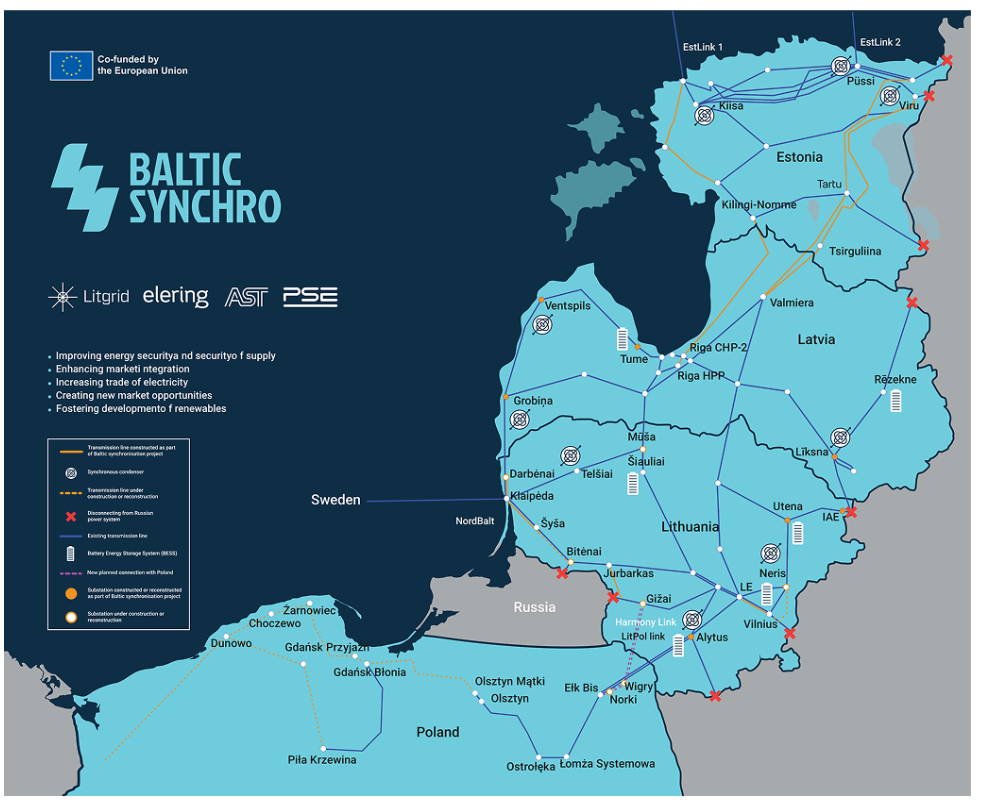 Co-funded by
the European Union
BALTIC
SYNCHRO
Litgrid elering AST PSE
• Improving energy securitya nd securityo f supply
• Enhancing marketi ntegration
• Increasing trade of electricity
• Creating new market opportunities
• Fostering developmento f renewables
Transmission line constructed as part
of Baltic synchronisation project
Synchronous condenser
Transmission line under
construction or reconstruction
Disconnecting from Russian
power system
Existing transmission line
Battery Energy Storage System (BESS)
New planned connection with Poland
Substation constructed or reconstructed
as part of Baltic synchronisation project
Substation under construction or
reconstruction
EstLink 1
EstLink 2
Püssi
Kiisa
Viru
Estonia
Tartu
Kilingi-Nomme
Tsirguliina
Valmiera
Ventspils
Latvia
Tume
Riga CHP-2
Riga HPP
Rēzekne
Grobiņa
Mūša
Līksna
Šiauliai
Darbėnai
Telšiai
Sweden
Klaipėda
NordBalt
Utena
IAE
Šyša
Lithuania
Bitėnai
Jurbarkas
Neris
LE
Russia
Gižai
Harmony Link
LitPol link
Vilnius
Alytus
Żarnowiec
Choczewo
Dunowo
Gdańsk Przyjaźń
Gdańsk Błonia
Olsztyn Mątki
Olsztyn
Ełk Bis
Wigry
Norki
Poland
Piła Krzewina
Ostrołęka
Łomża Systemowa